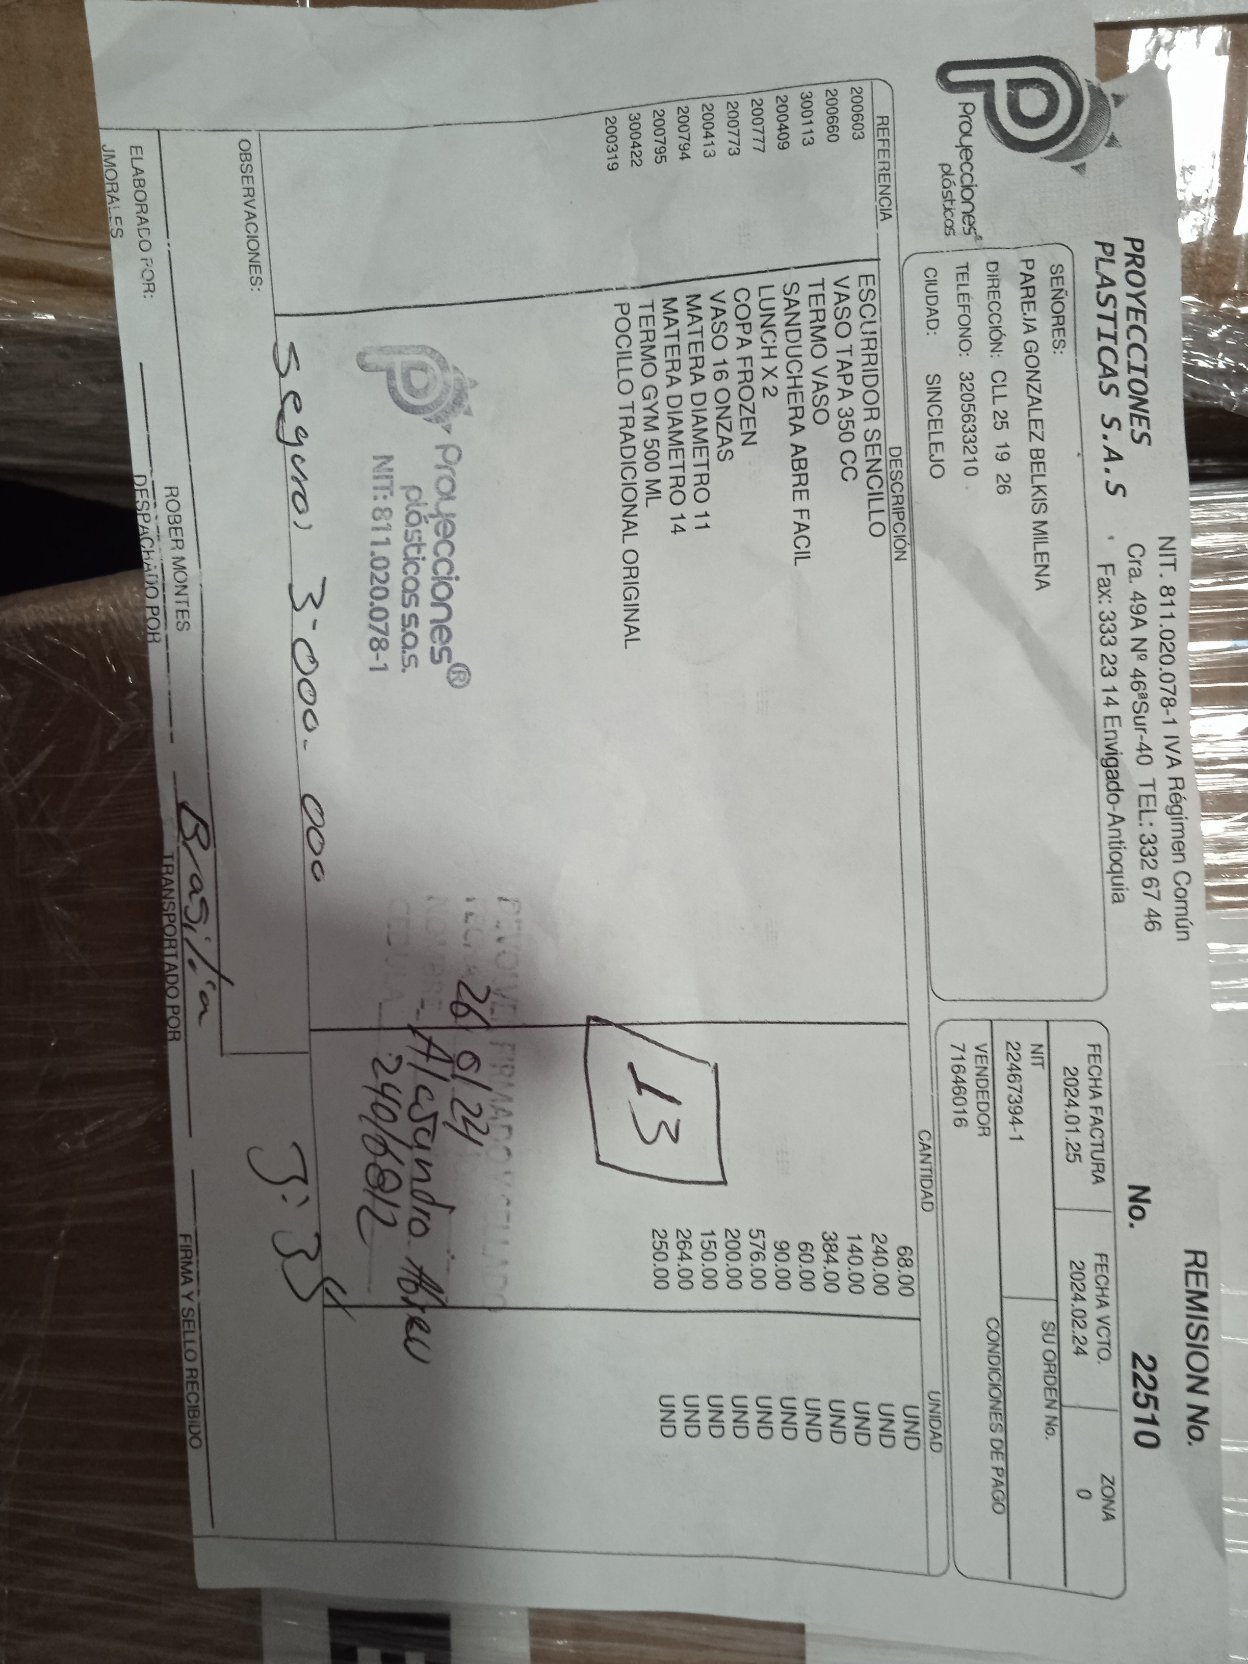 Proyecciones®
plásticos
PROYECCIONES
PLASTICAS S.A.S
NIT. 811.020.078-1 IVA Régimen Común
Cra. 49A Nº 46ªSur-40 TEL: 332 67 46
Fax: 333 23 14 Envigado-Antioquia
REMISION No.
No. 22510
SEÑORES:
PAREJA GONZALEZ BELKIS MILENA
DIRECCIÓN: CLL 25 19 26
TELÉFONO: 3205633210
CIUDAD: SINCELEJO
FECHA FACTURA FECHA VCTO. ZONA
2024.01.25 2024.02.24 0
NIT SU ORDEN No.
22467394-1
VENDEDOR CONDICIONES DE PAGO
71646016
REFERENCIA DESCRIPCIÓN CANTIDAD UNIDAD
200603 ESCURRIDOR SENCILLO 68.00 UND
200660 VASO TAPA 350 CC 240.00 UND
300113 TERMO VASO 140.00 UND
200409 SANDUCHERA ABRE FACIL 384.00 UND
200777 LUNCH X 2 60.00 UND
200773 COPA FROZEN 90.00 UND
200413 VASO 16 ONZAS 576.00 UND
200794 MATERA DIAMETRO 11 200.00 UND
200795 MATERA DIAMETRO 14 150.00 UND
300422 TERMO GYM 500 ML 264.00 UND
200319 POCILLO TRADICIONAL ORIGINAL 250.00 UND
13
Proyecciones®
plásticas s.a.s.
NIT: 811.020.078-1
FIRMADO Y SELLADO
26 01 24
Alejandro Abreu
CEDULA
OBSERVACIONES:
Seguro) 3.000.000
3:35
ELABORADO POR:
JMORALES
ROBER MONTES
DESPACHADO POR
Brasilia
TRANSPORTADO POR
FIRMA Y SELLO RECIBIDO